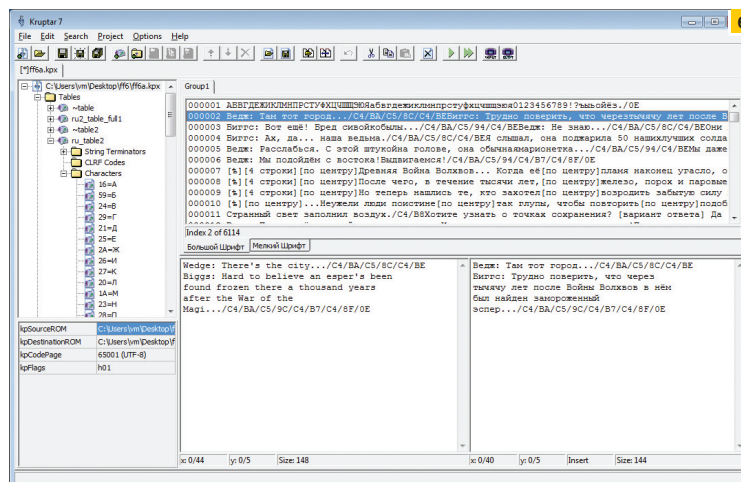 Kruptar 7
6
File Edit Search Project Options Help
[*]ff6a.kpx
C:\Users\vm\Desktop\ff6\ff6a.kpx
Tables
~table
ru2_table_full1
~table2
ru_table2
String Terminators
CLRF Codes
Characters
16=А
59=Б
24=В
29=Г
21=Д
25=Е
2A=Ж
26=И
27=К
20=Л
1A=М
23=Н
28=П
kpSourceROM C:\Users\vm\Desktop\f
kpDestinationROM C:\Users\vm\Desktop\f
kpCodePage 65001 (UTF-8)
kpFlags h01
Group1
000001 АБВГДЕЖИКЛМНПРСТУФХЦЧШЩЭЮЯабвгдежзиклмнпрстуфхцчшщэюя0123456789!?ъыьойёз./0E
000002 Ведж: Там тот город.../C4/BA/C5/8C/C4/BEВиггс: Трудно поверить, что черезтычячу лет после В
000003 Виггс: Вот ещё! Бред сивойкобылы.../C4/BA/C5/94/C4/BEВедж: Не знаю.../C4/BA/C5/8C/C4/BEОни
000004 Виггс: Ах, да... наша ведьма./C4/BA/C5/8C/C4/BEЯ слышал, она поджарила 50 наилучших солда
000005 Ведж: Расслабься. С этой штукойна голове, она обычнаямарионетка.../C4/BA/C5/94/C4/BEМы даже
000006 Ведж: Мы подойдём с востока!Выдвигаемся!/C4/BA/C5/94/C4/B7/C4/8F/0E
000007 [%][4 строки][по центру]Древняя Война Волхвов... Когда её[по центру]пламя наконец угасло, о
000008 [%][4 строки][по центру]После чего, в течение тысячи лет,[по центру]железо, порох и паровые
000009 [%][4 строки][по центру]Но теперь нашлись те, кто захотел[по центру]возродить забытую силу
000010 [%][по центру]...Неужели люди поистине[по центру]так глупы, чтобы повторить[по центру]подоб
000011 Странный свет заполнил воздух./C4/B8Хотите узнать о точках сохранения? [вариант ответа] Да
Index 2 of 6114
Большой Шрифт Мелкий Шрифт
Wedge: There's the city.../C4/BA/C5/8C/C4/BE
Biggs: Hard to believe an esper's been
found frozen there a thousand years
after the War of the
Magi.../C4/BA/C5/9C/C4/B7/C4/8F/0E
Ведж: Там тот город.../C4/BA/C5/8C/C4/BE
Виггс: Трудно поверить, что через
тычячу лет после Войны Волхвов в нём
был найден замороженный
эспер.../C4/BA/C5/9C/C4/B7/C4/8F/0E
x: 0/44 y: 0/5 Size: 148
x: 0/40 y: 0/5 Insert Size: 144